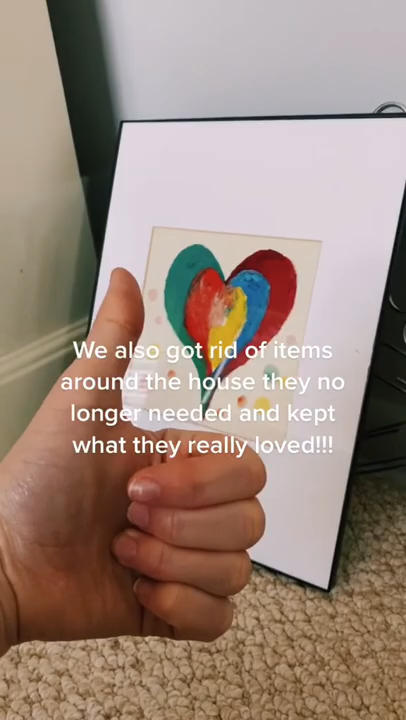 We also got rid of items
around the house they no
longer needed and kept
what they really loved!!!